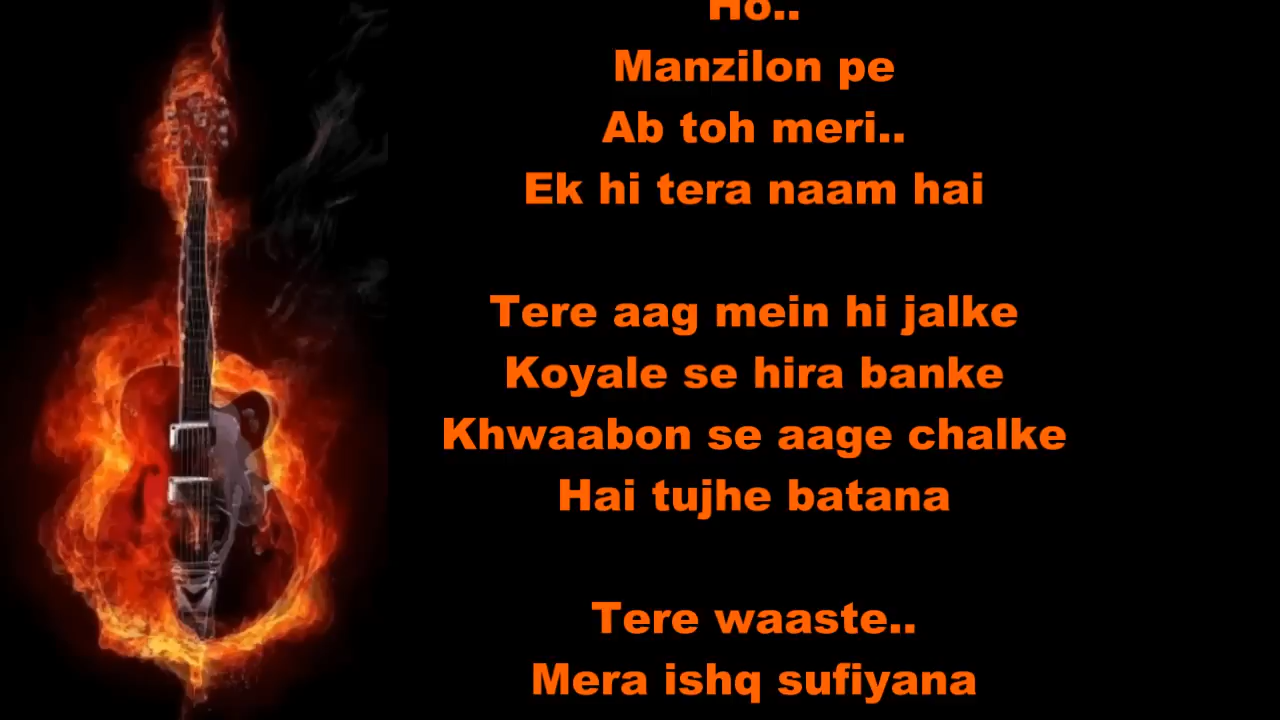 Ho..
Manzilon pe
Ab toh meri..
Ek hi tera naam hai
Tere aag mein hi jalke
Koyale se hira banke
Khwaabon se aage chalke
Hai tujhe batana
Tere waaste..
Mera ishq sufiyana